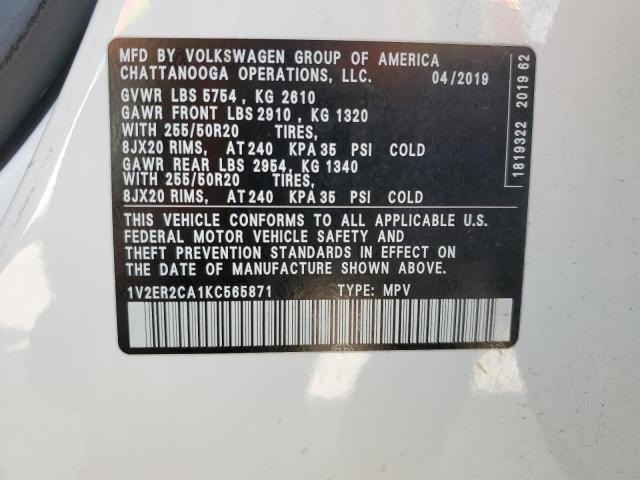 MFD BY VOLKSWAGEN GROUP OF AMERICA
CHATTANOOGA OPERATIONS, LLC. 04/2019
GVWR LBS 5754 , KG 2610
GAWR FRONT LBS 2910 , KG 1320
WITH 255/50R20 TIRES,
8JX20 RIMS, AT 240 KPA 35 PSI COLD
GAWR REAR LBS 2954, KG 1340
WITH 255/50R20 TIRES,
8JX20 RIMS, AT 240 KPA 35 PSI COLD
THIS VEHICLE CONFORMS TO ALL APPLICABLE U.S.
FEDERAL MOTOR VEHICLE SAFETY AND
THEFT PREVENTION STANDARDS IN EFFECT ON
THE DATE OF MANUFACTURE SHOWN ABOVE.
1V2ER2CA1KC565871 TYPE: MPV
1819322 2019 62